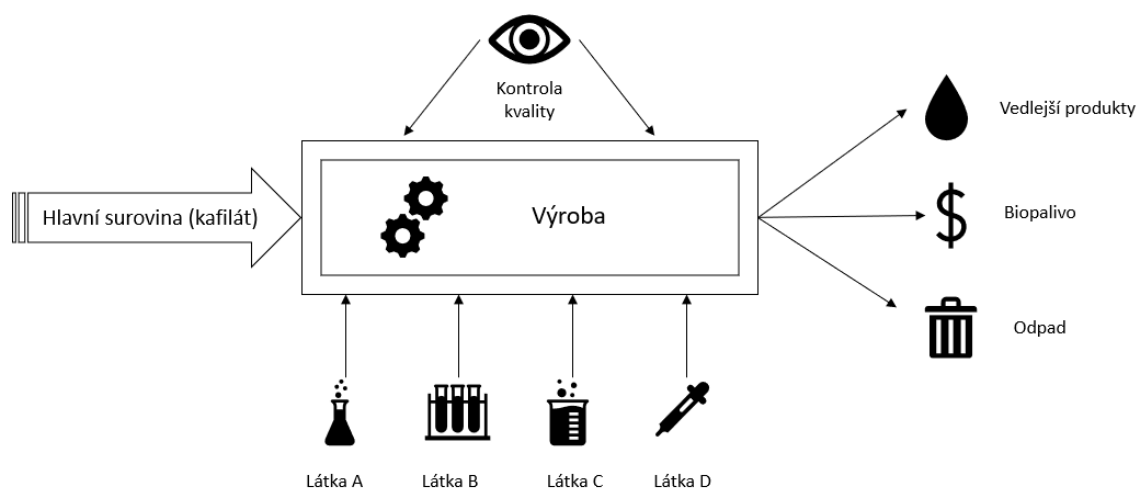 Kontrola
kvality
Vedlejší produkty
Hlavní surovina (kafilát)
Výroba
Biopalivo
Odpad
Látka A
Látka B
Látka C
Látka D